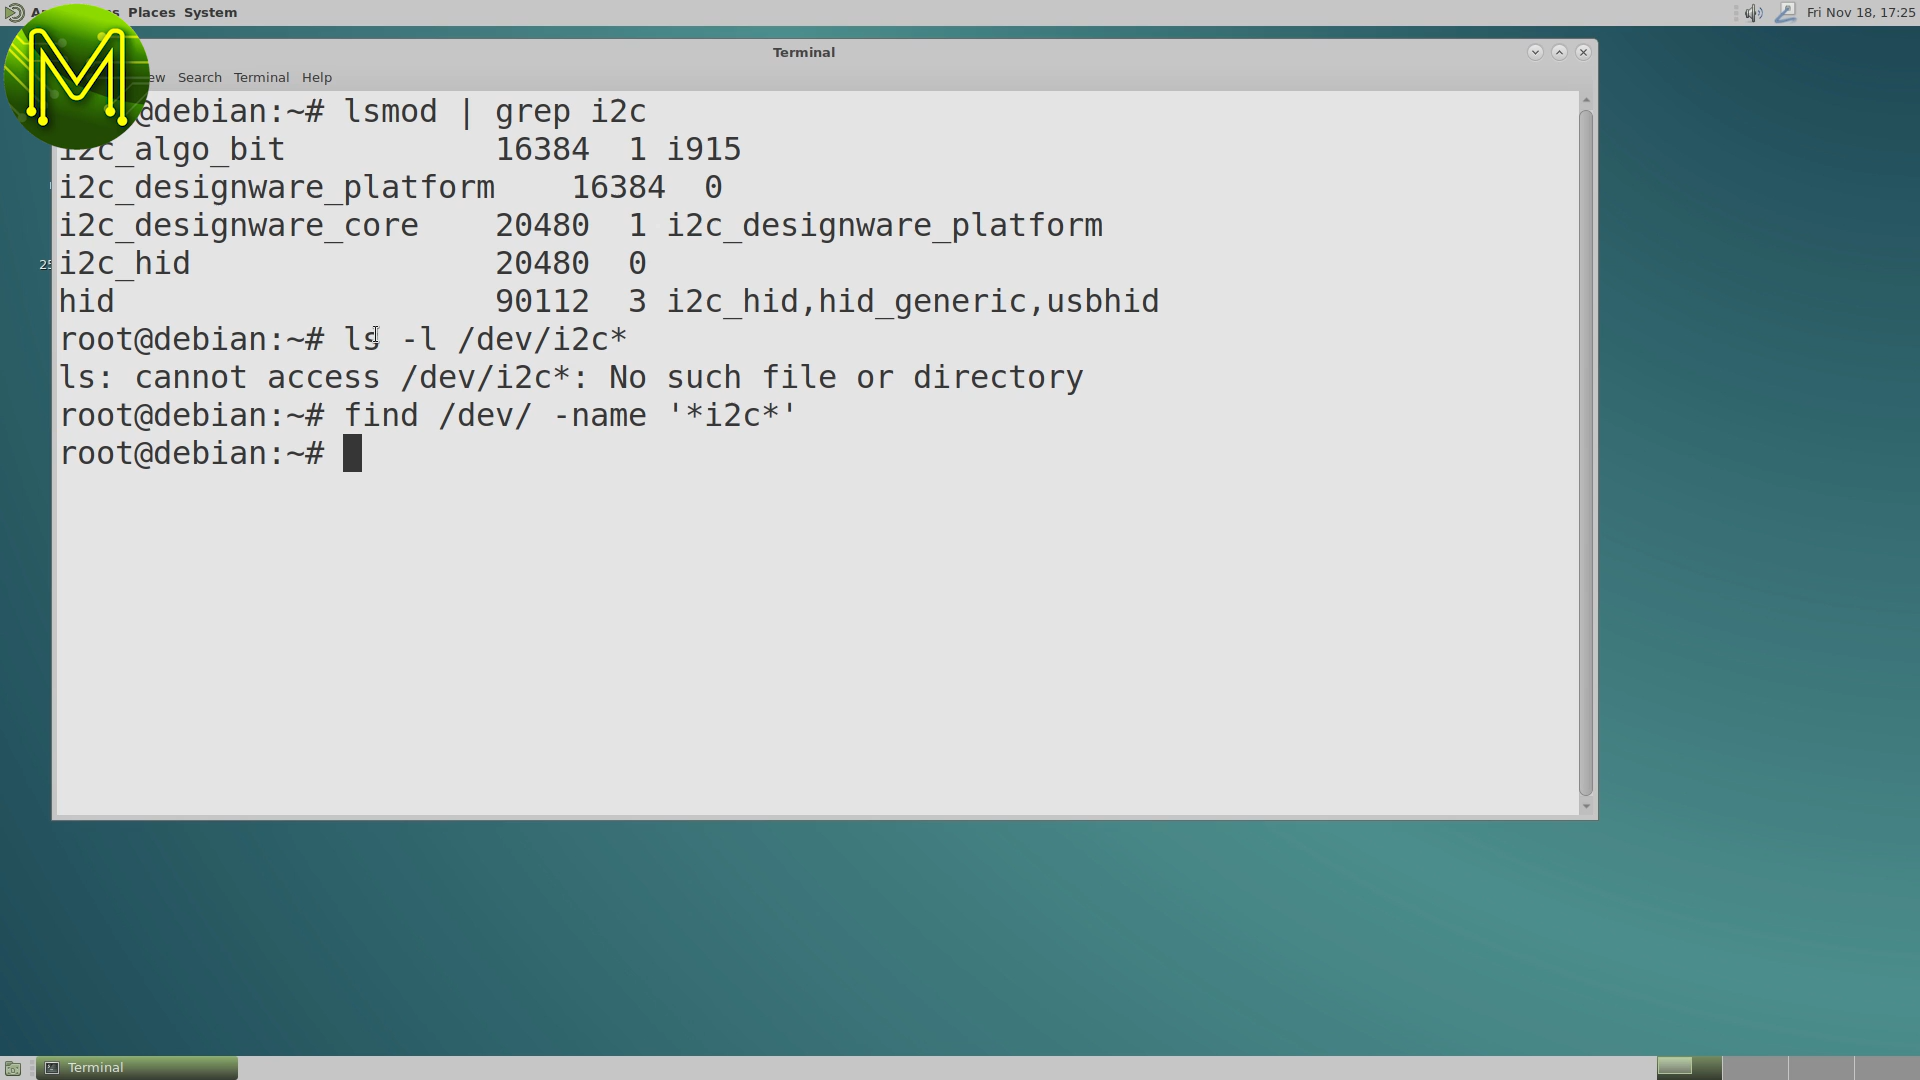 Places System
Fri Nov 18, 17:25
Terminal
Search Terminal Help
M
@debian:~# lsmod | grep i2c
i2c_algo_bit 16384 1 i915
i2c_designware_platform 16384 0
i2c_designware_core 20480 1 i2c_designware_platform
i2c_hid 20480 0
hid 90112 3 i2c_hid,hid_generic,usbhid
root@debian:~# ls -l /dev/i2c*
ls: cannot access /dev/i2c*: No such file or directory
root@debian:~# find /dev/ -name '*i2c*'
root@debian:~#
25
Terminal